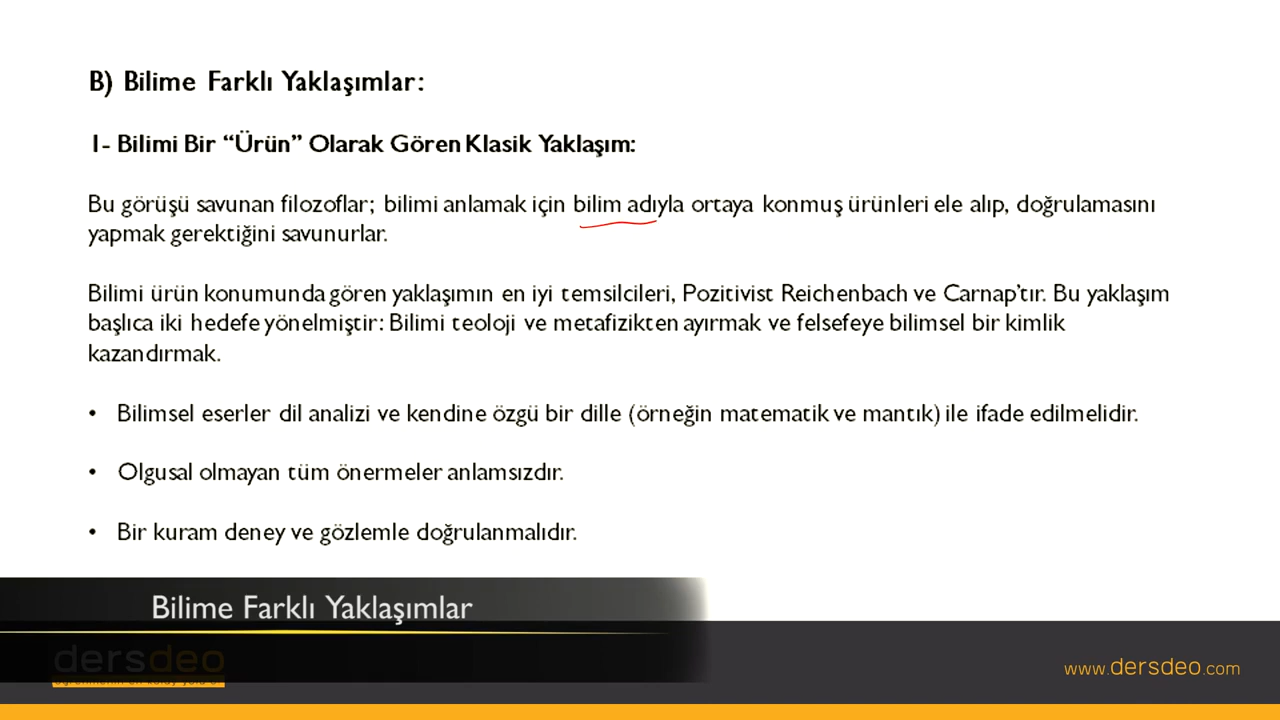 B) Bilime Farklı Yaklaşımlar:
1- Bilimi Bir “Ürün” Olarak Gören Klasik Yaklaşım:
Bu görüşü savunan filozoflar; bilimi anlamak için bilim adıyla ortaya konmuş ürünleri ele alıp, doğrulamasını
yapmak gerektiğini savunurlar.
Bilimi ürün konumunda gören yaklaşımın en iyi temsilcileri, Pozitivist Reichenbach ve Carnap’tır. Bu yaklaşım
başlıca iki hedefe yönelmiştir: Bilimi teoloji ve metafizikten ayırmak ve felsefeye bilimsel bir kimlik
kazandırmak.
• Bilimsel eserler dil analizi ve kendine özgü bir dille (örneğin matematik ve mantık) ile ifade edilmelidir.
• Olgusal olmayan tüm önermeler anlamsızdır.
• Bir kuram deney ve gözlemle doğrulanmalıdır.
Bilime Farklı Yaklaşımlar
dersdeo
www.dersdeo.com